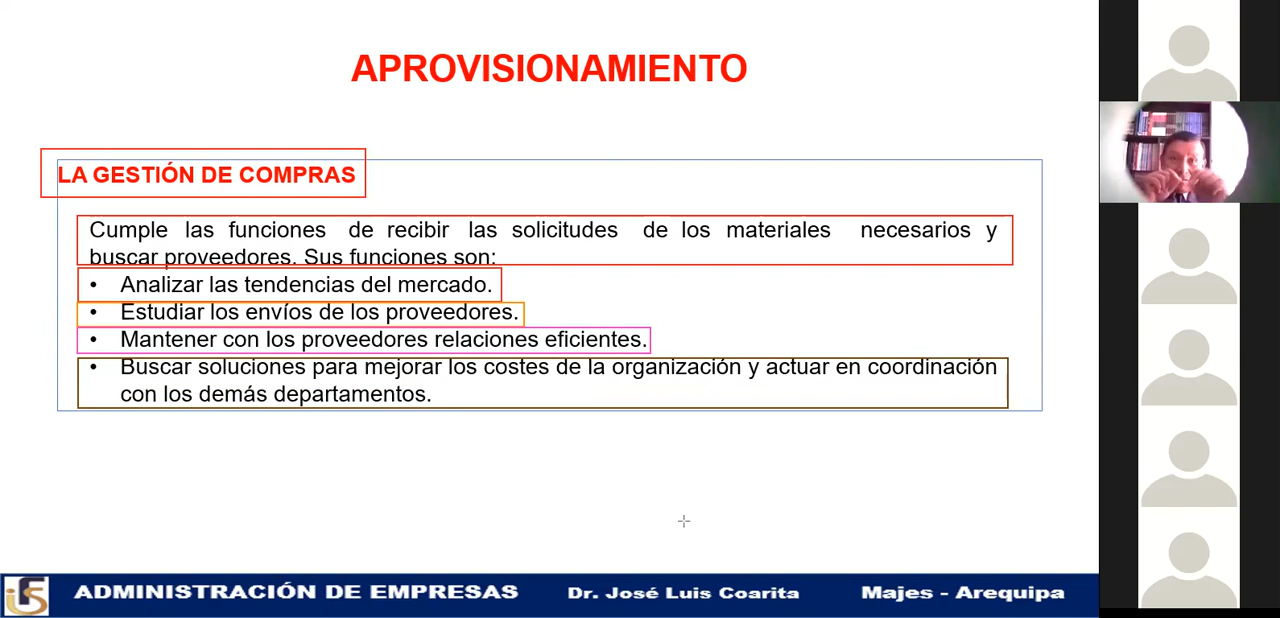 APROVISIONAMIENTO
LA GESTIÓN DE COMPRAS
Cumple las funciones de recibir las solicitudes de los materiales necesarios y
buscar proveedores. Sus funciones son:
• Analizar las tendencias del mercado.
• Estudiar los envíos de los proveedores.
• Mantener con los proveedores relaciones eficientes.
• Buscar soluciones para mejorar los costes de la organización y actuar en coordinación
con los demás departamentos.
ADMINISTRACIÓN DE EMPRESAS Dr. José Luis Coarita Majes - Arequipa